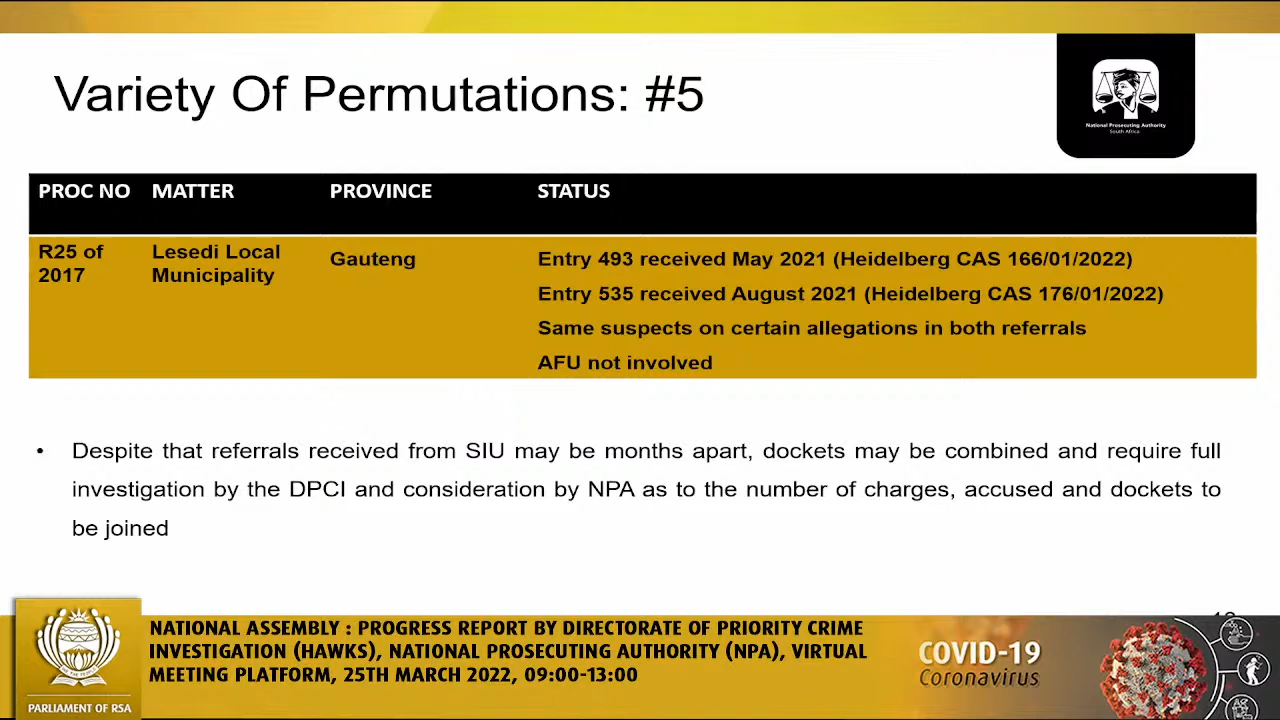 Variety Of Permutations: #5
National Prosecuting Authority
South Africa
PROC NO MATTER PROVINCE STATUS
R25 of 2017 Lesedi Local Municipality Gauteng
Entry 493 received May 2021 (Heidelberg CAS 166/01/2022)
Entry 535 received August 2021 (Heidelberg CAS 176/01/2022)
Same suspects on certain allegations in both referrals
AFU not involved
• Despite that referrals received from SIU may be months apart, dockets may be combined and require full
investigation by the DPCI and consideration by NPA as to the number of charges, accused and dockets to
be joined
NATIONAL ASSEMBLY : PROGRESS REPORT BY DIRECTORATE OF PRIORITY CRIME
INVESTIGATION (HAWKS), NATIONAL PROSECUTING AUTHORITY (NPA), VIRTUAL
MEETING PLATFORM, 25TH MARCH 2022, 09:00-13:00
PARLIAMENT OF RSA
COVID-19
Coronavirus